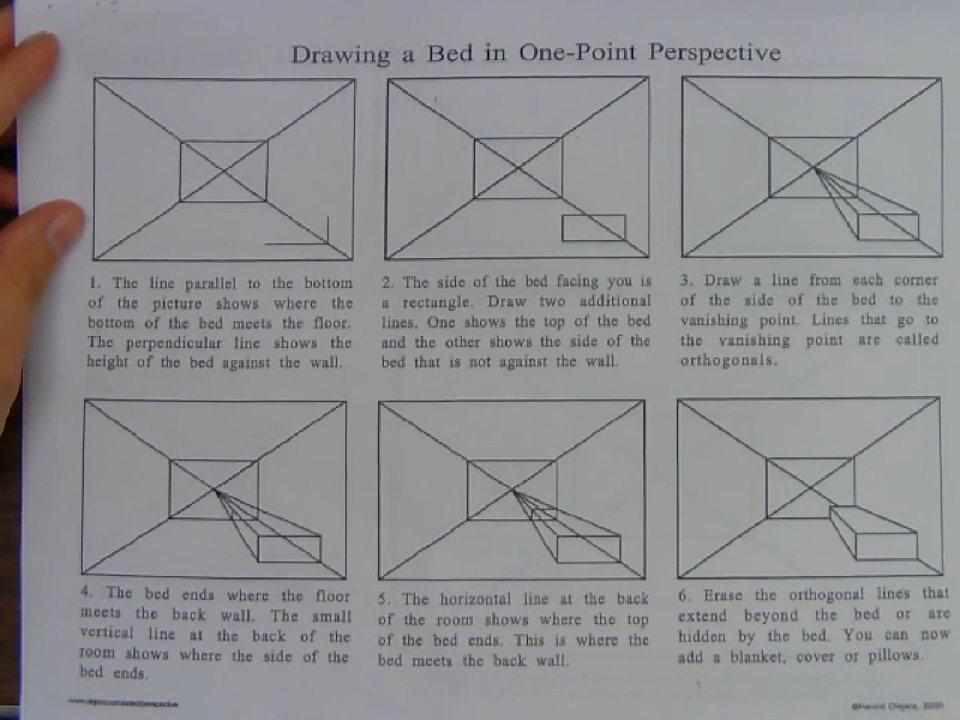 Drawing a Bed in One-Point Perspective
1. The line parallel to the bottom
of the picture shows where the
bottom of the bed meets the floor.
The perpendicular line shows the
height of the bed against the wall.
2. The side of the bed facing you is
a rectangle. Draw two additional
lines. One shows the top of the bed
and the other shows the side of the
bed that is not against the wall.
3. Draw a line from each corner
of the side of the bed to the
vanishing point. Lines that go to
the vanishing point are called
orthogonals.
4. The bed ends where the floor
meets the back wall. The small
vertical line at the back of the
room shows where the side of the
bed ends.
5. The horizontal line at the back
of the room shows where the top
of the bed ends. This is where the
bed meets the back wall.
6. Erase the orthogonal lines that
extend beyond the bed or are
hidden by the bed. You can now
add a blanket, cover or pillows.
©Harold Olejarz, 2000